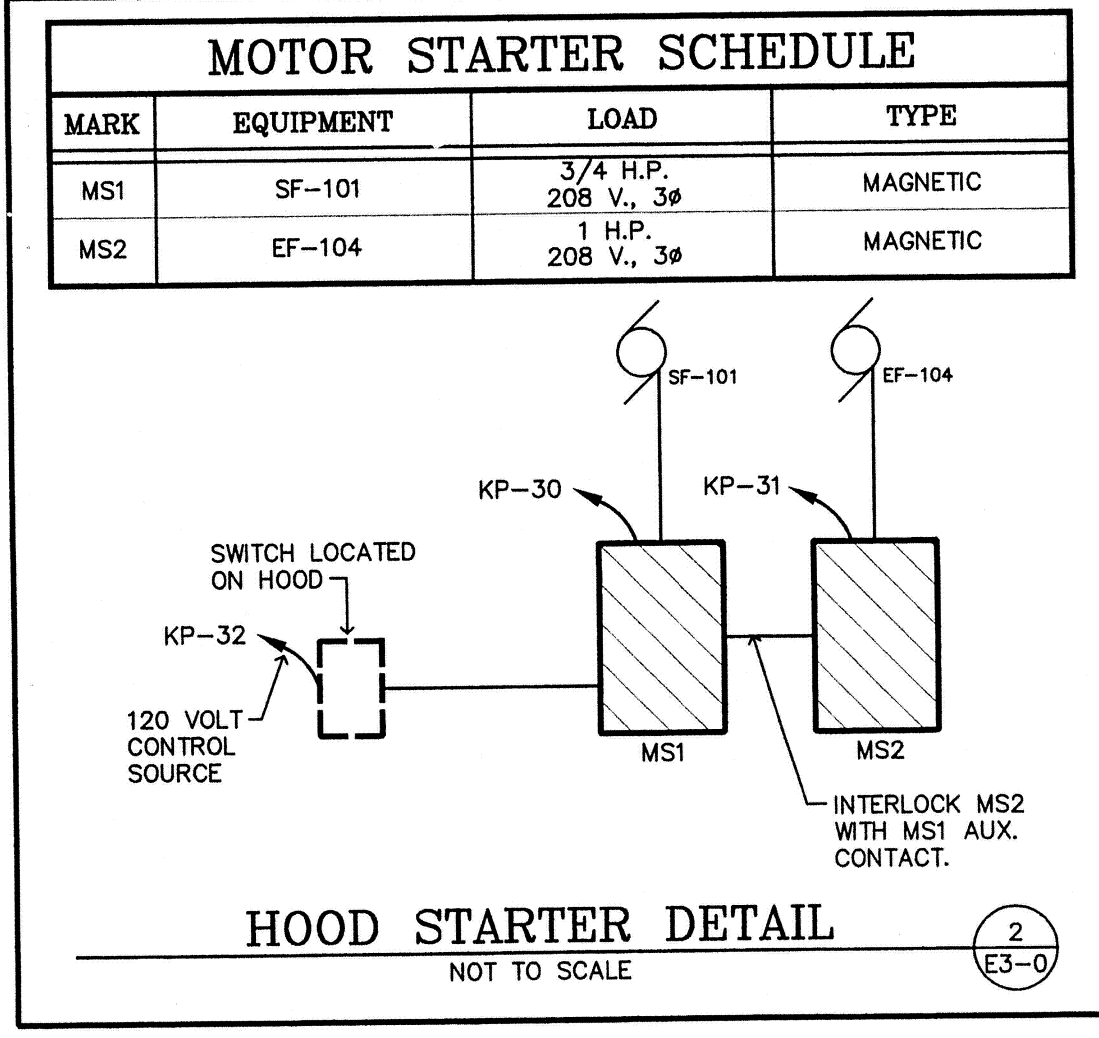 MOTOR STARTER SCHEDULE
MARK EQUIPMENT LOAD TYPE
MS1 SF-101 3/4 H.P. MAGNETIC
208 V., 3ø
MS2 EF-104 1 H.P. MAGNETIC
208 V., 3ø
SF-101 EF-104
KP-30 KP-31
SWITCH LOCATED
ON HOOD
KP-32
120 VOLT
CONTROL
SOURCE
MS1 MS2
INTERLOCK MS2
WITH MS1 AUX.
CONTACT.
HOOD STARTER DETAIL
NOT TO SCALE
2
E3-0